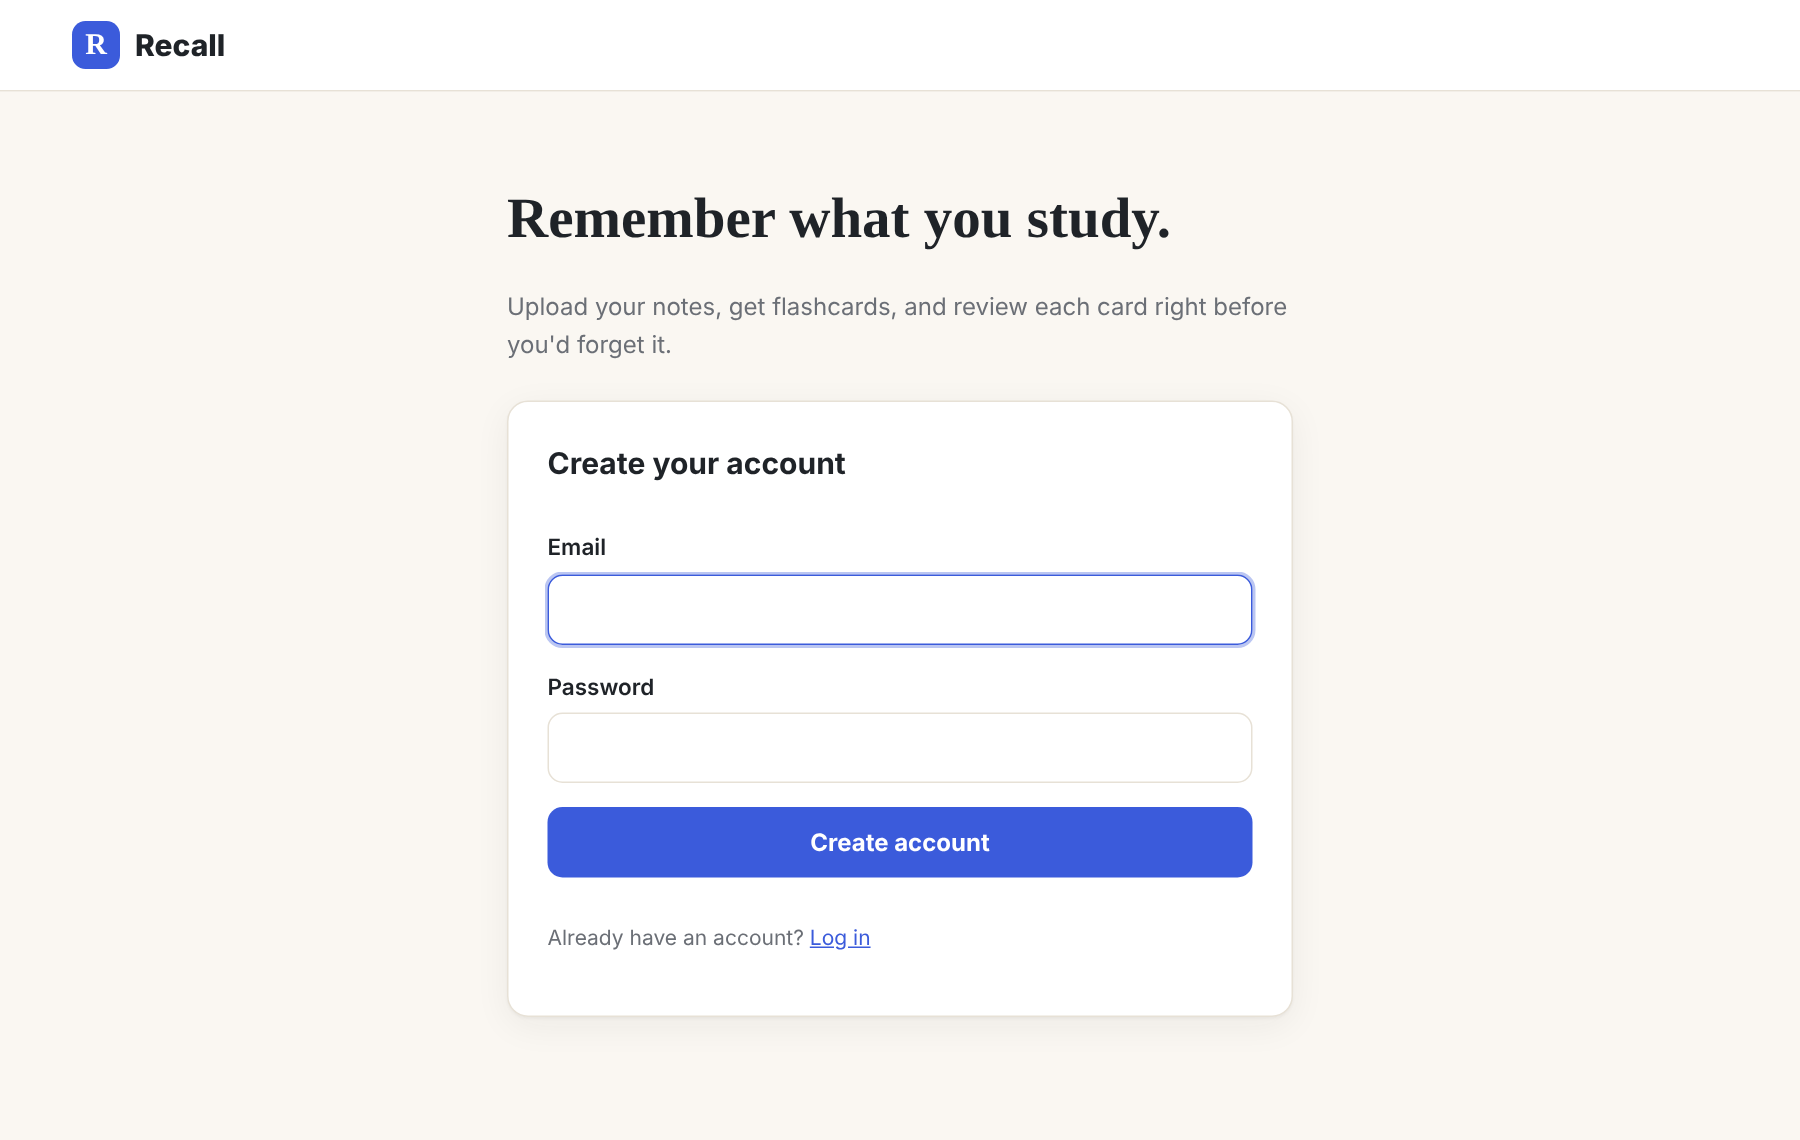 R Recall
Remember what you study.
Upload your notes, get flashcards, and review each card right before
you'd forget it.
Create your account
Email
Password
Create account
Already have an account? Log in